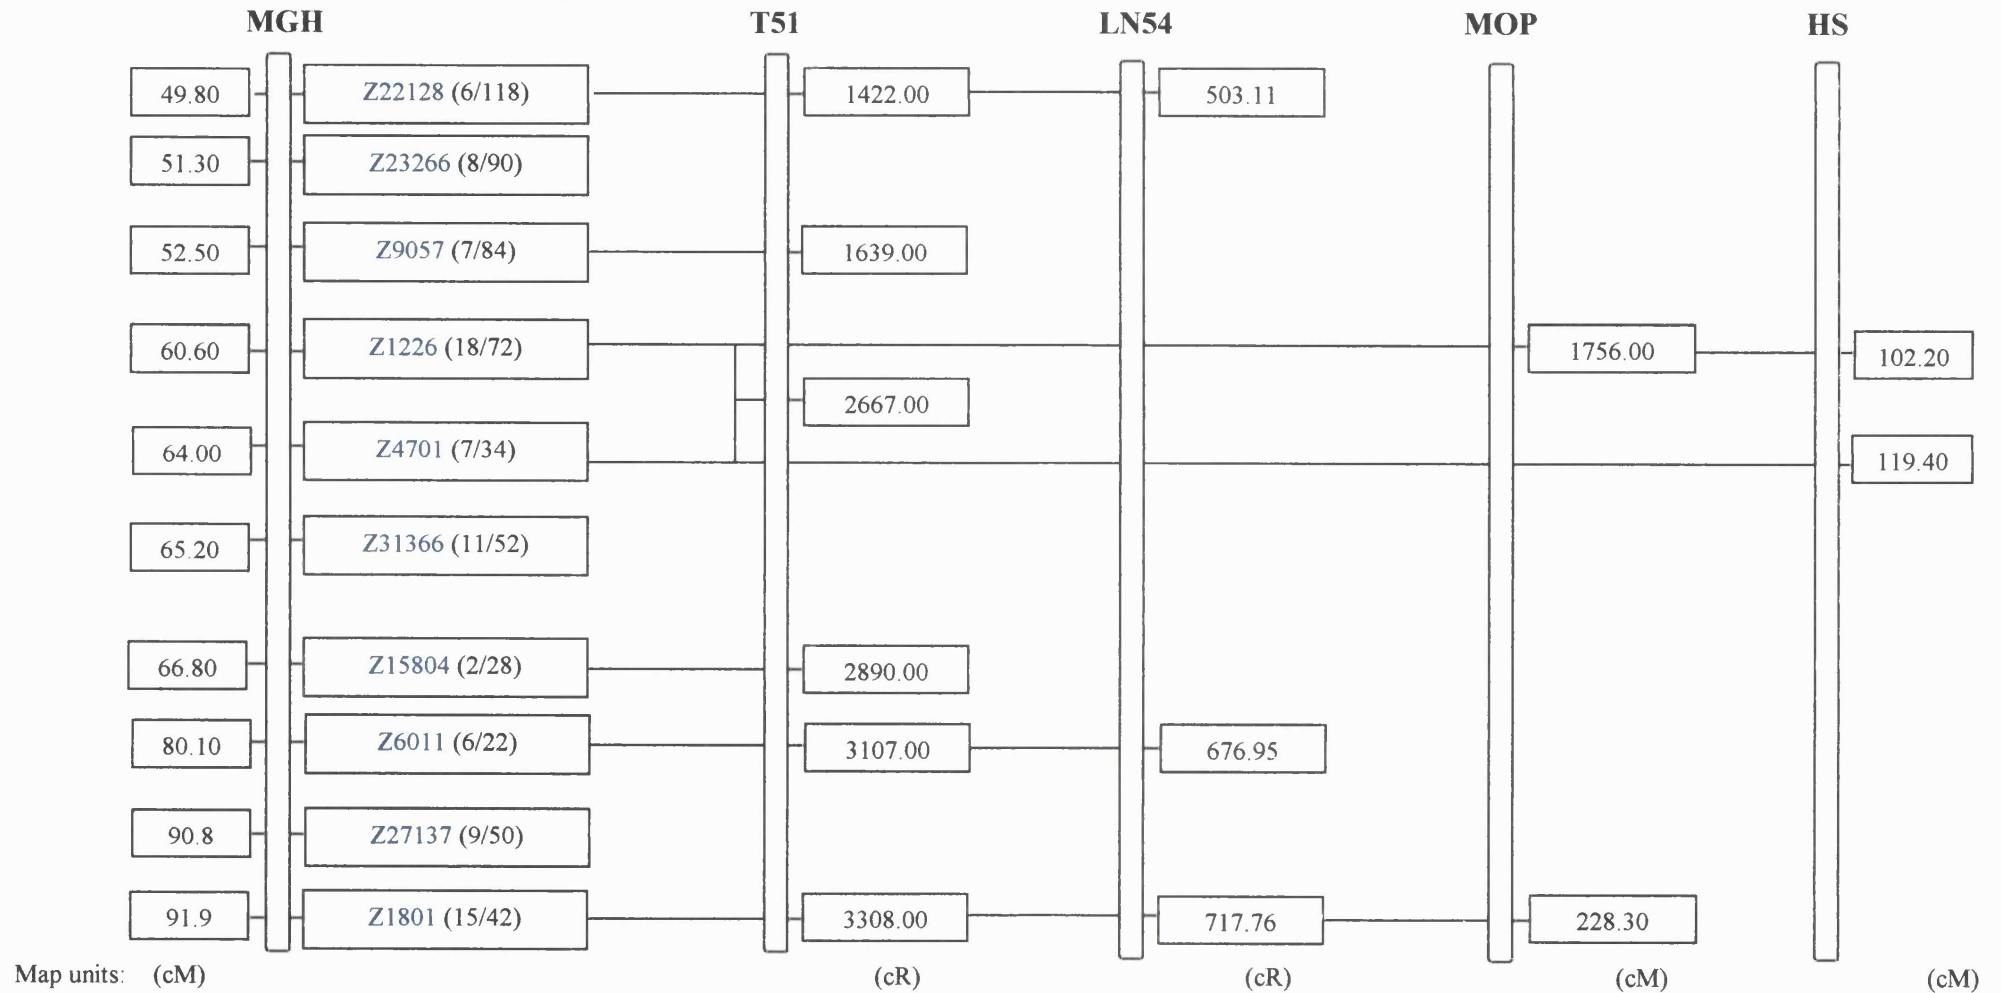 MGH T51 LN54 MOP HS
49.80 Z22128 (6/118) 1422.00 503.11
51.30 Z23266 (8/90)
52.50 Z9057 (7/84) 1639.00
60.60 Z1226 (18/72) 1756.00 102.20
2667.00
64.00 Z4701 (7/34) 119.40
65.20 Z31366 (11/52)
66.80 Z15804 (2/28) 2890.00
80.10 Z6011 (6/22) 3107.00 676.95
90.8 Z27137 (9/50)
91.9 Z1801 (15/42) 3308.00 717.76 228.30
Map units: (cM) (cR) (cR) (cM) (cM)